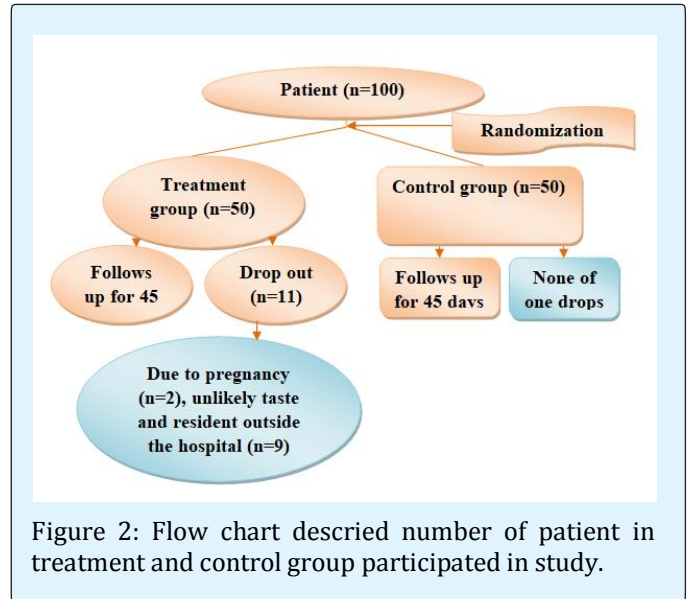 Patient (n=100)
Randomization
Treatment
group (n=50)
Control group (n=50)
Follows
up for 45
Drop out
(n=11)
Follows up
for 45 days
None of
one drops
Due to pregnancy
(n=2), unlikely taste
and resident outside
the hospital (n=9)
Figure 2: Flow chart descried number of patient in
treatment and control group participated in study.